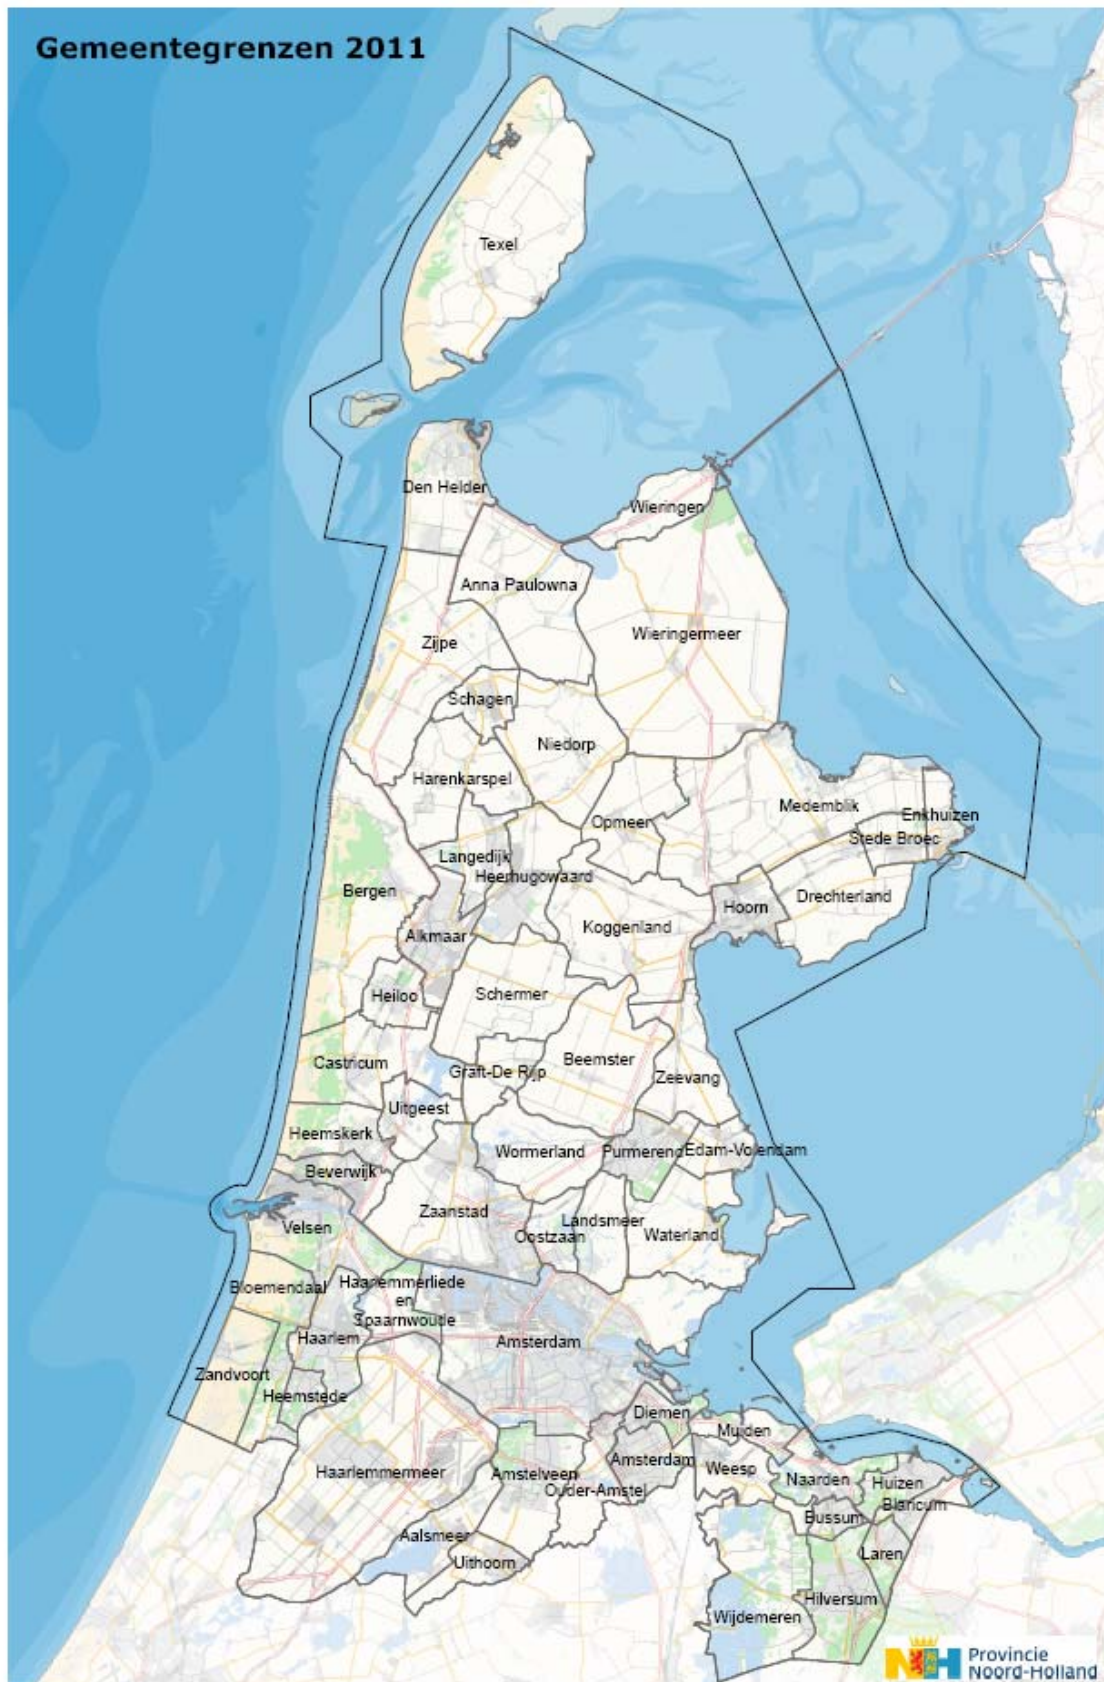 Gemeentegrenzen 2011
Texel
Den Helder
Wieringen
Anna Paulowna
Wieringermeer
Zijpe
Schagen
Niedorp
Harenkarspel
Medemblik
Enkhuizen
Opmeer
Stede Broec
Langedijk
Heerhugowaard
Bergen
Drechterland
Hoorn
Koggenland
Alkmaar
Heiloo
Schermer
Castricum
Beemster
Graft-De Rijp
Zeevang
Uitgeest
Heemskerk
Wormerland
Purmerend
Edam-Volendam
Beverwijk
Zaanstad
Velsen
Landsmeer
Oostzaan
Waterland
Bloemendaal
Haarlemmerliede
en
Spaarnwoude
Haarlem
Amsterdam
Zandvoort
Heemstede
Diemen
Muiden
Haarlemmermeer
Amstelveen
Amsterdam
Weesp
Naarden
Huizen
Ouder-Amstel
Blaricum
Bussum
Aalsmeer
Uithoorn
Laren
Hilversum
Wijdemeren
NH Provincie
Noord-Holland